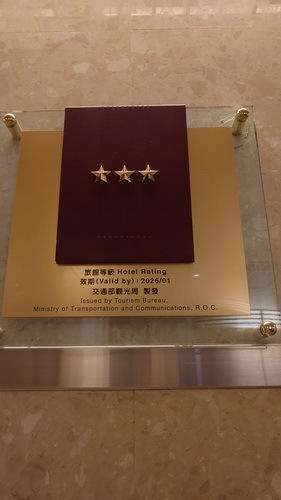 旅館等級 Hotel Rating
效期(Valid by):2026/01
交通部觀光局 製發
Issued by Tourism Bureau,
Ministry of Transportation and Communications, R.O.C.